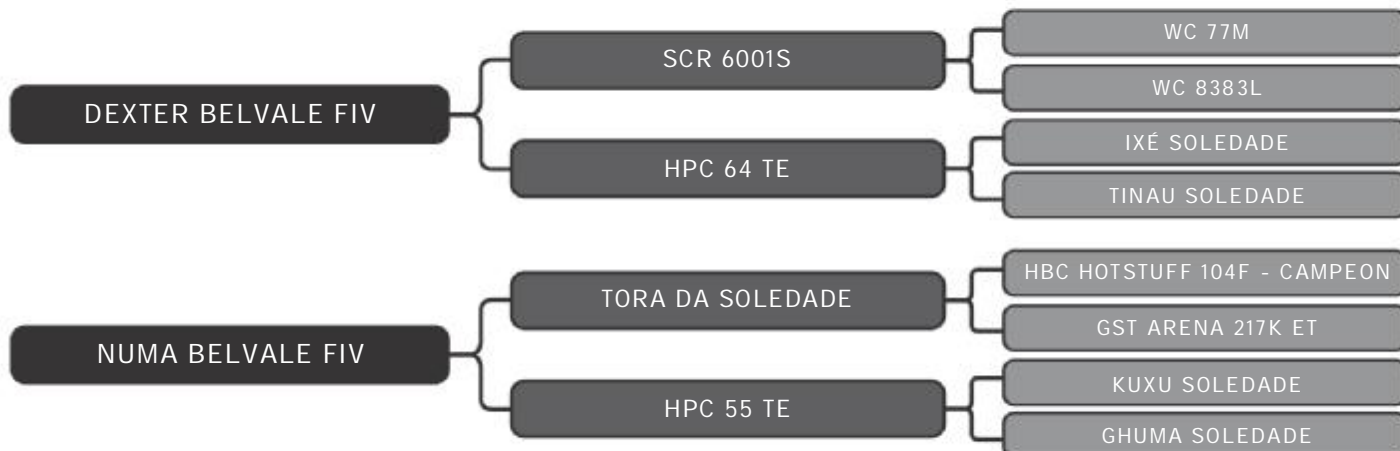 WC 77M
SCR 6001S
WC 8383L
DEXTER BELVALE FIV
IXÉ SOLEDADE
HPC 64 TE
TINAU SOLEDADE
HBC HOTSTUFF 104F - CAMPEON
TORA DA SOLEDADE
GST ARENA 217K ET
NUMA BELVALE FIV
KUXU SOLEDADE
HPC 55 TE
GHUMA SOLEDADE